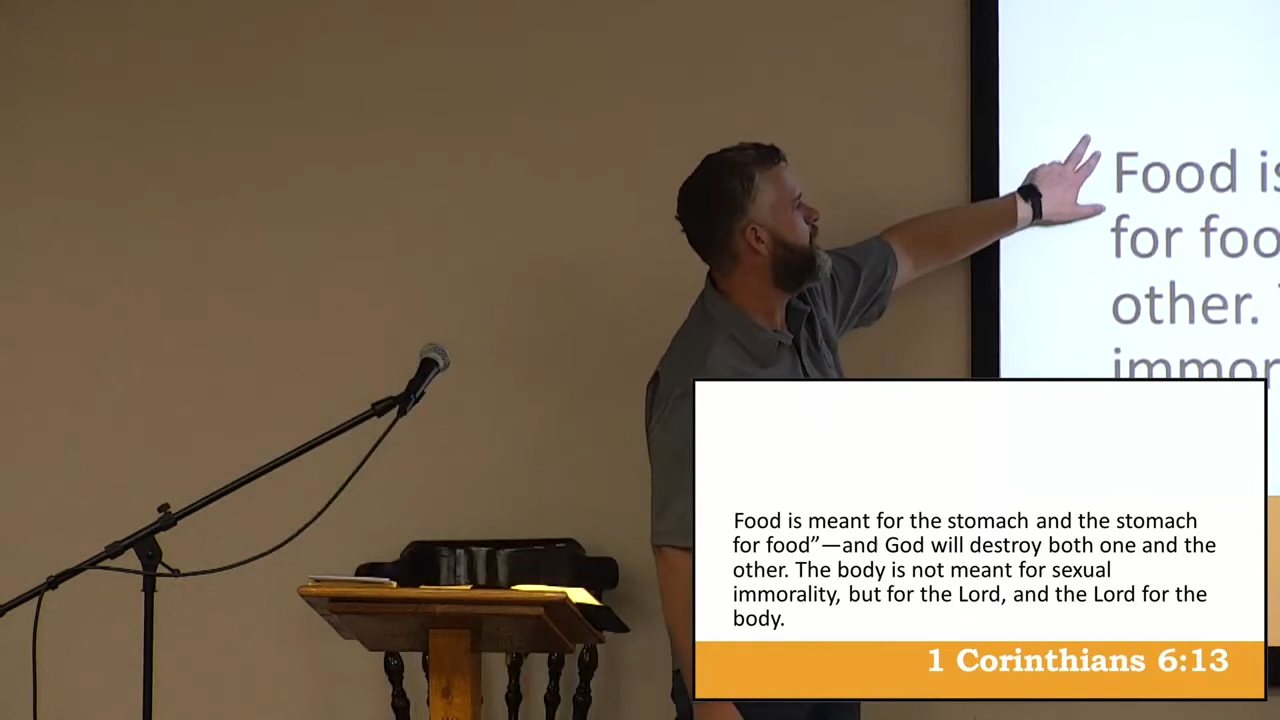 Food is
for foo
other.
immor
Food is meant for the stomach and the stomach
for food”—and God will destroy both one and the
other. The body is not meant for sexual
immorality, but for the Lord, and the Lord for the
body.
1 Corinthians 6:13